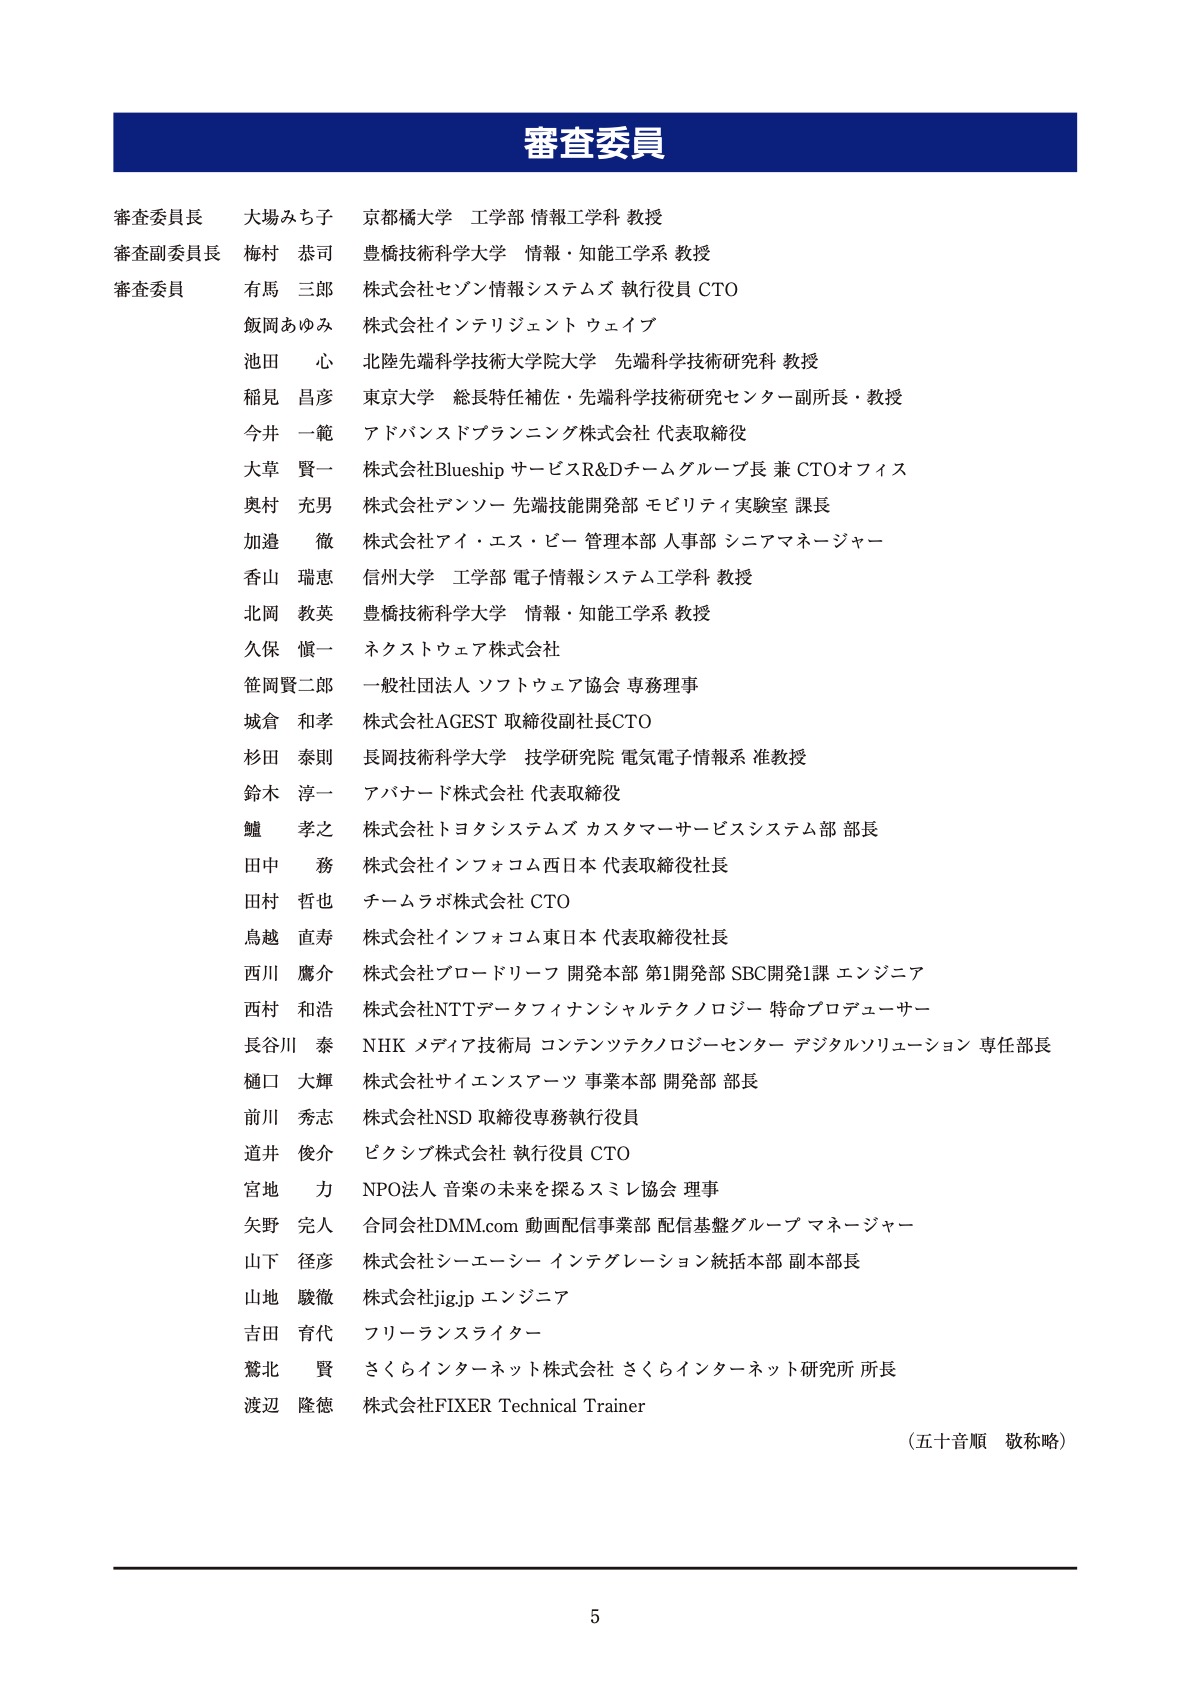 審査委員
審査委員長　大場みち子　京都橘大学　工学部 情報工学科 教授
審査副委員長　梅村　恭司　豊橋技術科学大学　情報・知能工学系 教授
審査委員　有馬　三郎　株式会社セゾン情報システムズ 執行役員 CTO
飯岡あゆみ　株式会社インテリジェント ウェイブ
池田　　心　北陸先端科学技術大学院大学　先端科学技術研究科 教授
稲見　昌彦　東京大学　総長特任補佐・先端科学技術研究センター副所長・教授
今井　一範　アドバンスドプランニング株式会社 代表取締役
大草　賢一　株式会社Blueship サービスR&Dチームグループ長 兼 CTOオフィス
奥村　充男　株式会社デンソー 先端技能開発部 モビリティ実験室 課長
加邉　　徹　株式会社アイ・エス・ビー 管理本部 人事部 シニアマネージャー
香山　瑞恵　信州大学　工学部 電子情報システム工学科 教授
北岡　教英　豊橋技術科学大学　情報・知能工学系 教授
久保　愼一　ネクストウェア株式会社
笹岡賢二郎　一般社団法人 ソフトウェア協会 専務理事
城倉　和孝　株式会社AGEST 取締役副社長CTO
杉田　泰則　長岡技術科学大学　技学研究院 電気電子情報系 准教授
鈴木　淳一　アバナード株式会社 代表取締役
鱸　　孝之　株式会社トヨタシステムズ カスタマーサービスシステム部 部長
田中　　務　株式会社インフォコム西日本 代表取締役社長
田村　哲也　チームラボ株式会社 CTO
鳥越　直寿　株式会社インフォコム東日本 代表取締役社長
西川　鷹介　株式会社ブロードリーフ 開発本部 第1開発部 SBC開発1課 エンジニア
西村　和浩　株式会社NTTデータフィナンシャルテクノロジー 特命プロデューサー
長谷川　泰　NHK メディア技術局 コンテンツテクノロジーセンター デジタルソリューション 専任部長
樋口　大輝　株式会社サイエンスアーツ 事業本部 開発部 部長
前川　秀志　株式会社NSD 取締役専務執行役員
道井　俊介　ピクシブ株式会社 執行役員 CTO
宮地　　力　NPO法人 音楽の未来を探るスミレ協会 理事
矢野　完人　合同会社DMM.com 動画配信事業部 配信基盤グループ マネージャー
山下　径彦　株式会社シーエーシー インテグレーション統括本部 副本部長
山地　駿徹　株式会社jig.jp エンジニア
吉田　育代　フリーランスライター
鷲北　　賢　さくらインターネット株式会社 さくらインターネット研究所 所長
渡辺　隆徳　株式会社FIXER Technical Trainer
（五十音順　敬称略）
5